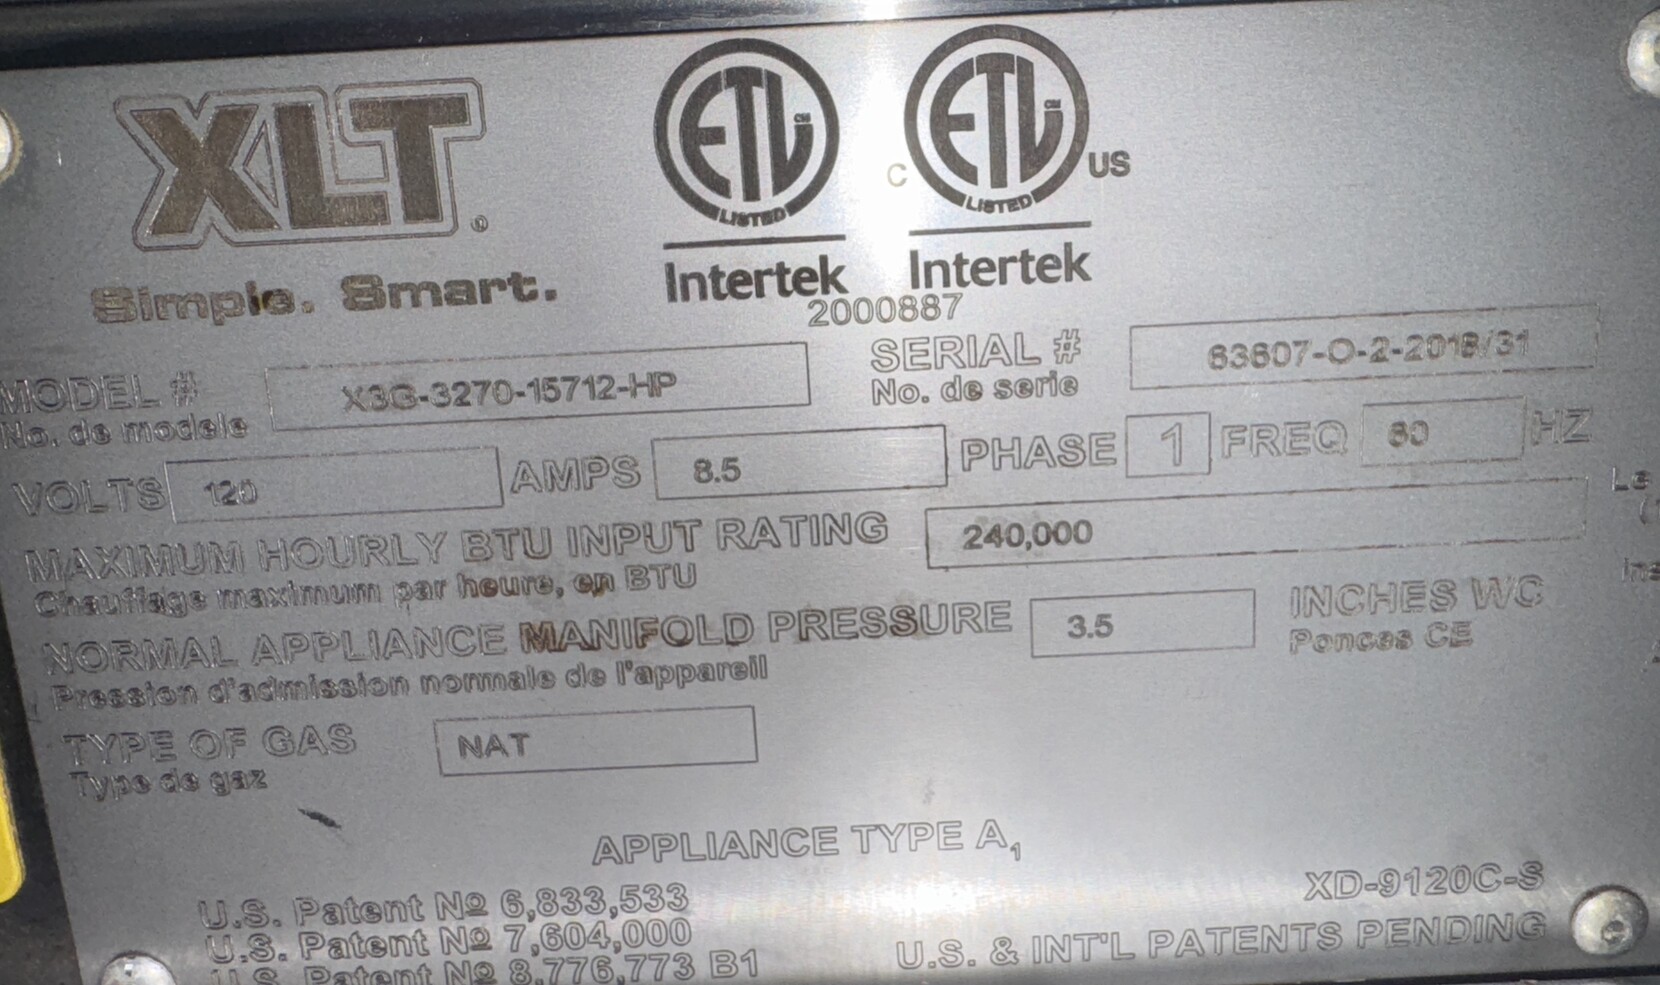 XLT®
Simple. Smart.
ETL CM LISTED
Intertek
C ETL CM US LISTED
Intertek
2000887
MODEL # X3G-3270-15712-HP
No. de modele
SERIAL # 63607-O-2-2018/31
No. de serie
VOLTS 120 AMPS 8.5 PHASE 1 FREQ 60 HZ
MAXIMUM HOURLY BTU INPUT RATING 240,000
Chauffage maximum par heure, en BTU
NORMAL APPLIANCE MANIFOLD PRESSURE 3.5 INCHES WC
Pression d'admission normale de l'appareil Ponces CE
TYPE OF GAS NAT
Type de gaz
APPLIANCE TYPE A1
XD-9120C-S
U.S. Patent Nº 6,833,533
U.S. Patent Nº 7,604,000
U.S. Patent Nº 8,776,773 B1
U.S. & INT'L PATENTS PENDING